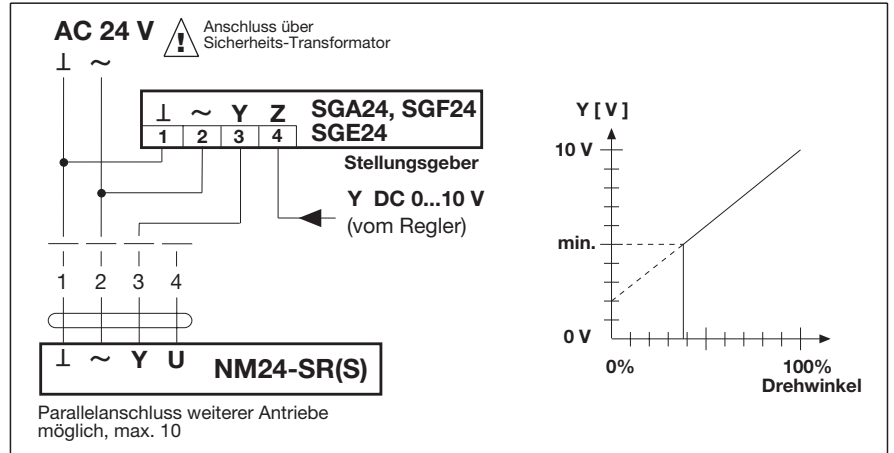 AC 24 V
Anschluss über
Sicherheits-Transformator
!
⊥ ~
⊥ ~ Y Z
1 2 3 4
SGA24, SGF24
SGE24
Stellungsgeber
Y DC 0...10 V
(vom Regler)
1 2 3 4
⊥ ~ Y U
NM24-SR(S)
Parallelanschluss weiterer Antriebe
möglich, max. 10
Y [ V ]
10 V
min.
0 V
0% 100%
Drehwinkel